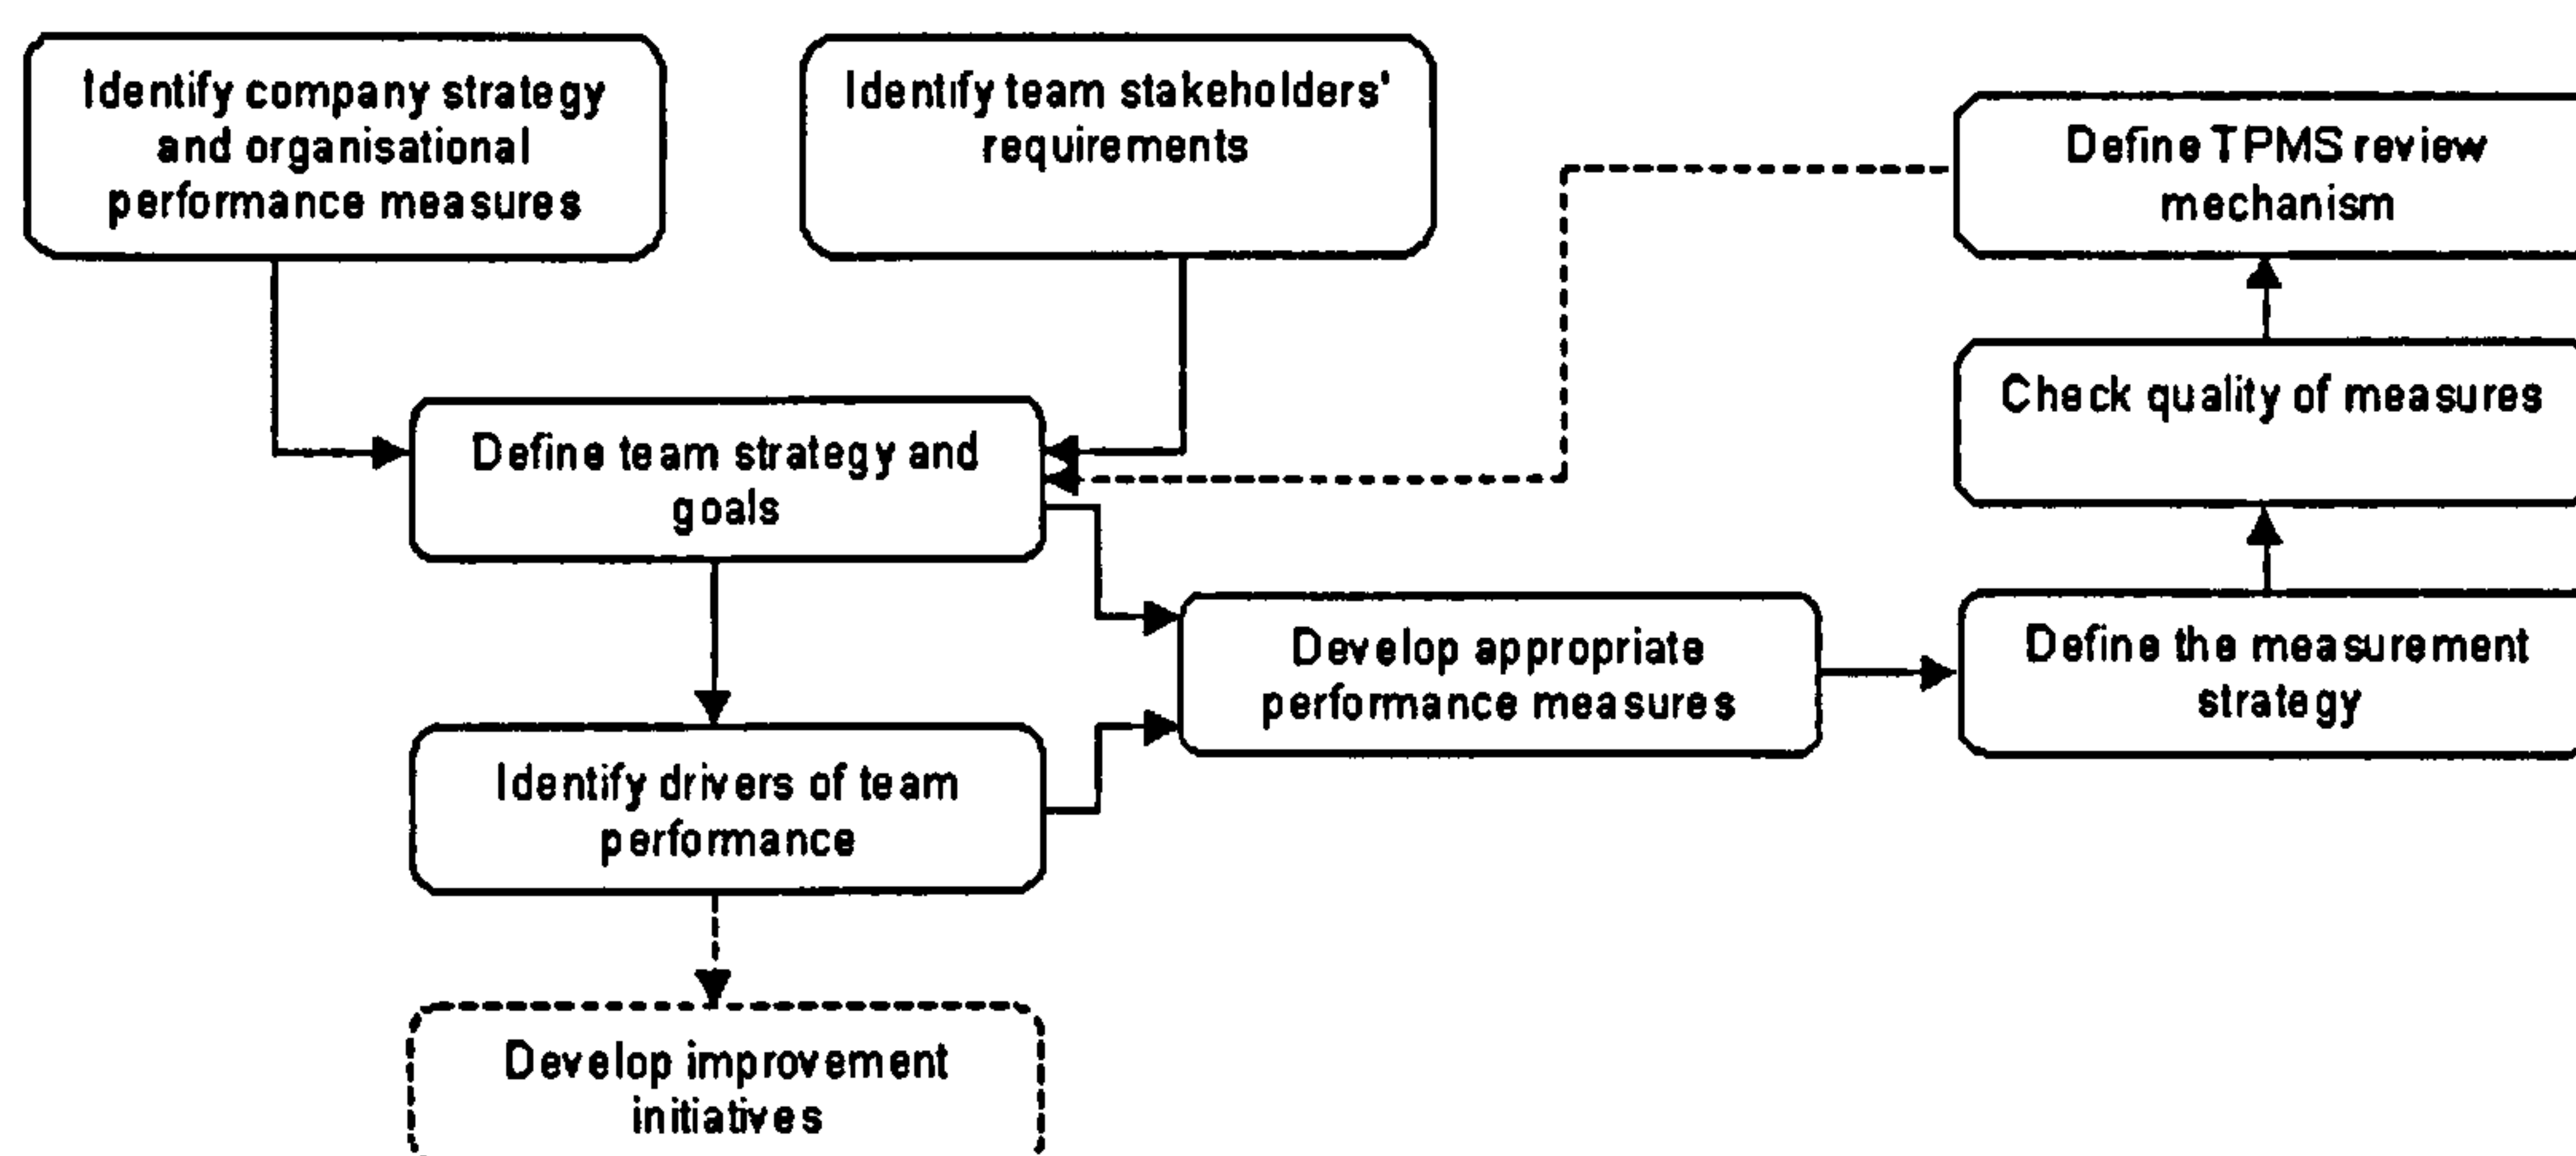 Identify company strategy
and organisational
performance measures
Identify team stakeholders'
requirements
Define TPMS review
mechanism
Check quality of measures
Define team strategy and
goals
Develop appropriate
performance measures
Define the measurement
strategy
Identify drivers of team
performance
Develop improvement
initiatives